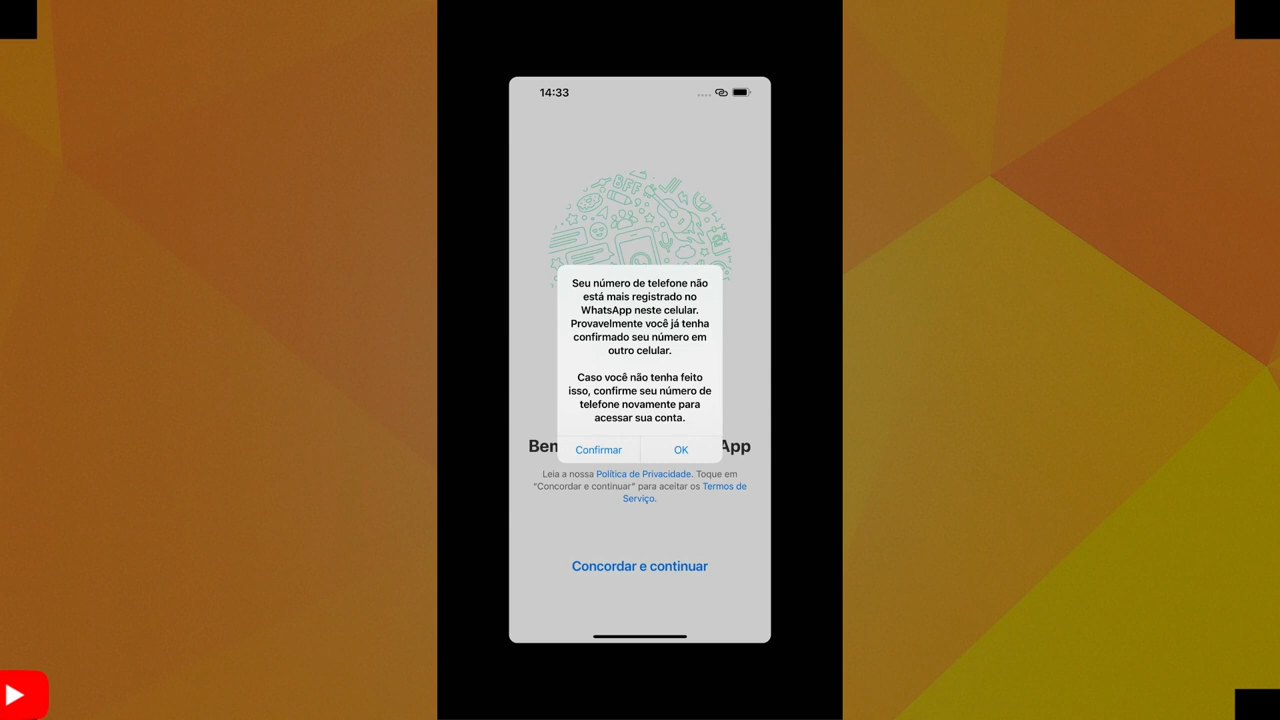 14:33
BFF
24
Seu número de telefone não
está mais registrado no
WhatsApp neste celular.
Provavelmente você já tenha
confirmado seu número em
outro celular.
Caso você não tenha feito
isso, confirme seu número de
telefone novamente para
acessar sua conta.
Confirmar OK
Ben App
Leia a nossa Política de Privacidade. Toque em
“Concordar e continuar” para aceitar os Termos de
Serviço.
Concordar e continuar